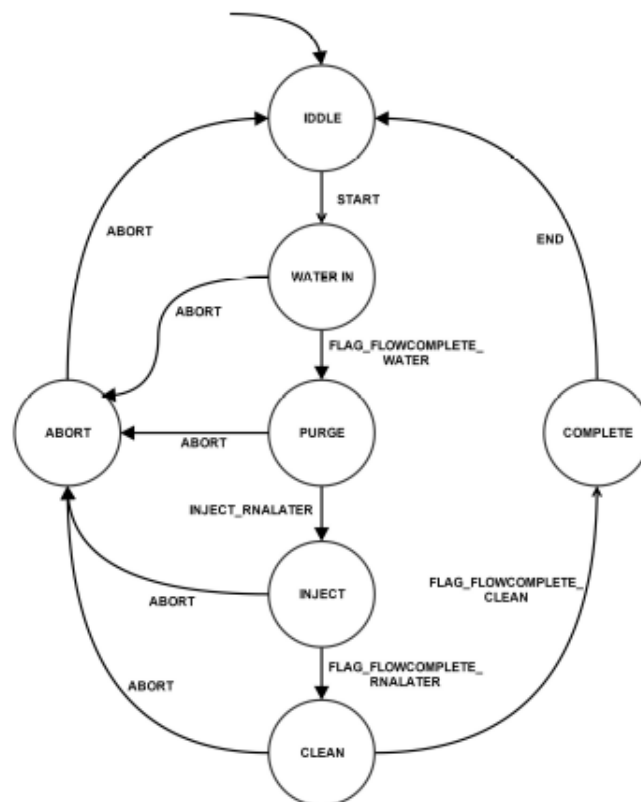 IDDLE
START
ABORT
END
WATER IN
ABORT
FLAG_FLOWCOMPLETE_
WATER
ABORT
PURGE
COMPLETE
ABORT
INJECT_RNALATER
INJECT
ABORT
FLAG_FLOWCOMPLETE_
CLEAN
FLAG_FLOWCOMPLETE_
RNALATER
ABORT
CLEAN